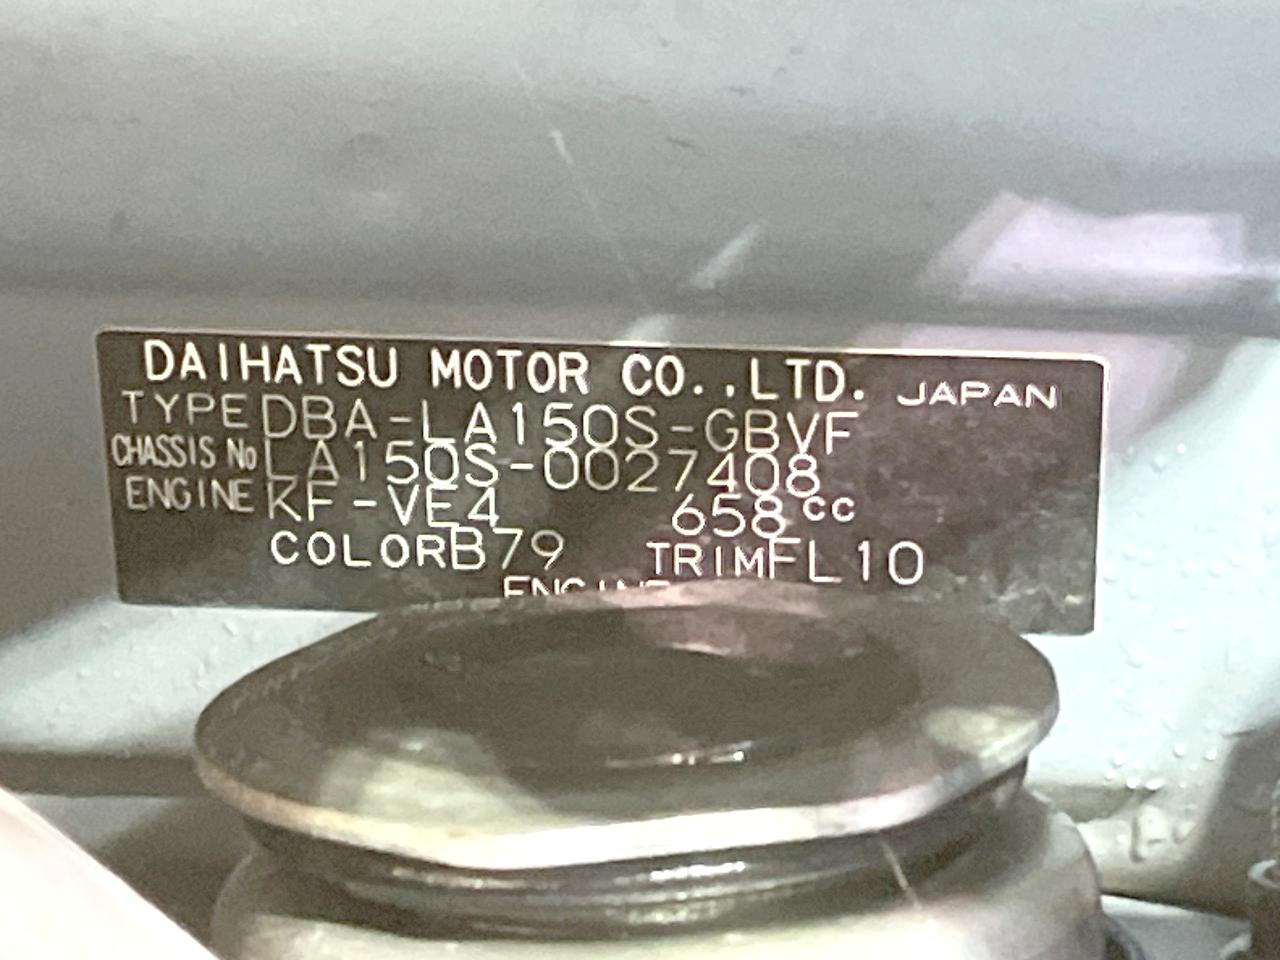 DAIHATSU MOTOR CO.,LTD. JAPAN
TYPE DBA-LA150S-GBVF
CHASSIS No LA150S-0027408
ENGINE KF-VE4 658cc
COLOR B79 TRIM FL10